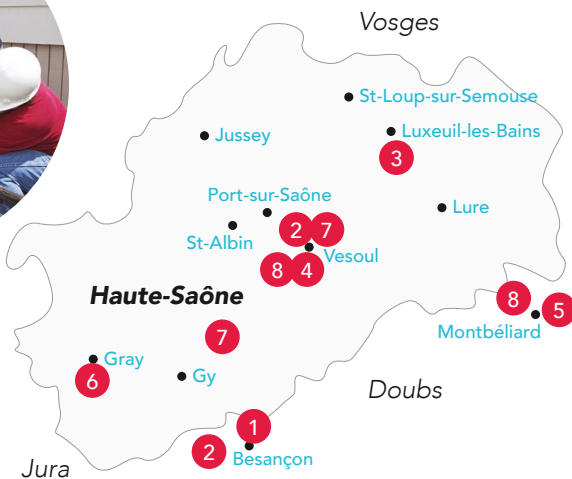 Vosges
St-Loup-sur-Semouse
Jussey
Luxeuil-les-Bains
3
Port-sur-Saône
Lure
St-Albin
2 7
Vesoul
8 4
Haute-Saône
8 5
Montbéliard
7
Gray
6
Gy
Doubs
1
2
Besançon
Jura